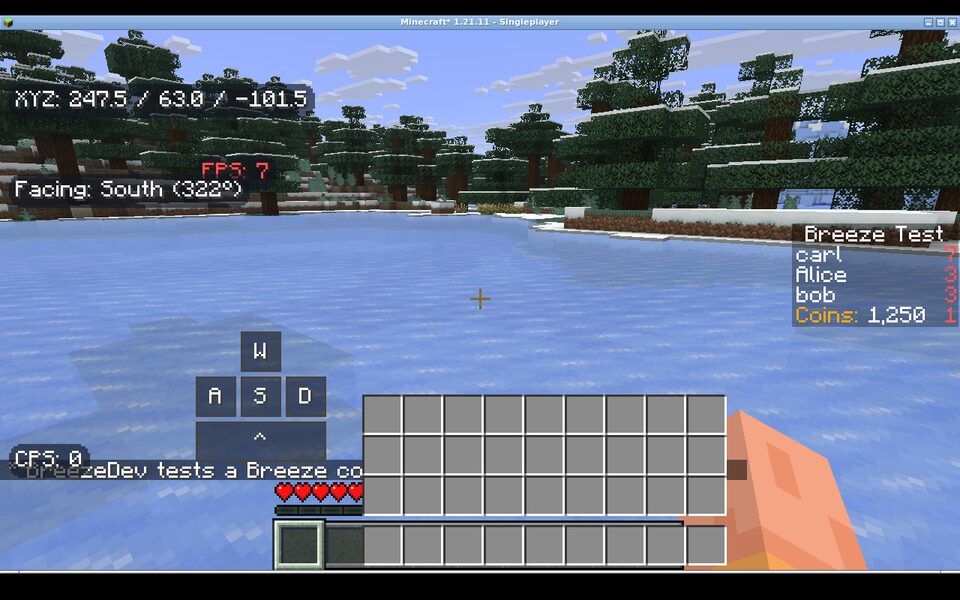 Minecraft* 1.21.11 - Singleplayer
XYZ: 247.5 / 63.0 / -101.5
FPS: 7
Facing: South (322°)
Breeze Test
carl 7
Alice 3
bob 3
Coins: 1,250 1
W
A S D
^
CPS: 0
BreezeDev tests a Breeze co